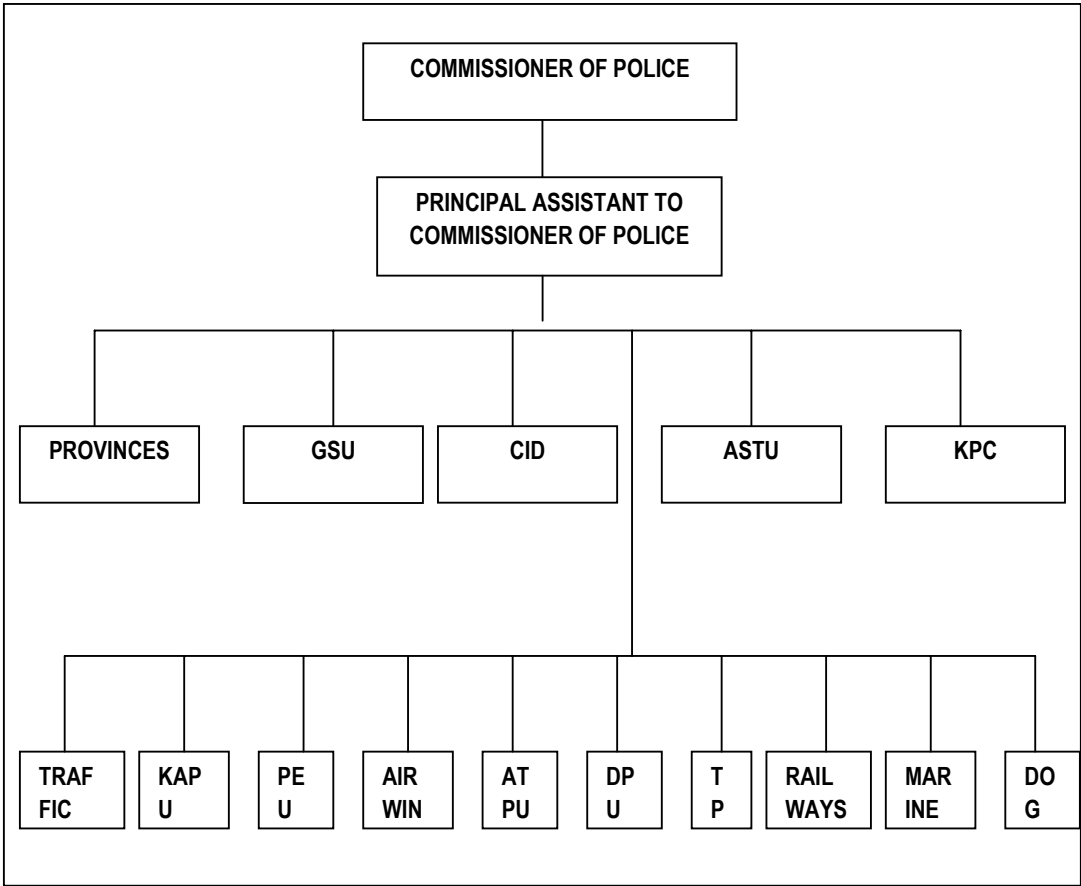 COMMISSIONER OF POLICE
PRINCIPAL ASSISTANT TO
COMMISSIONER OF POLICE
PROVINCES
GSU
CID
ASTU
KPC
TRAF
FIC
KAP
U
PE
U
AIR
WIN
AT
PU
DP
U
T
P
RAIL
WAYS
MAR
INE
DO
G